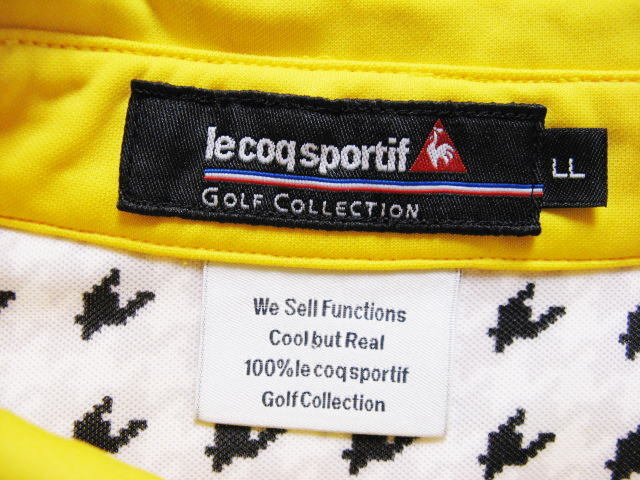 le coq sportif
GOLF COLLECTION
LL
We Sell Functions
Cool but Real
100% le coq sportif
Golf Collection